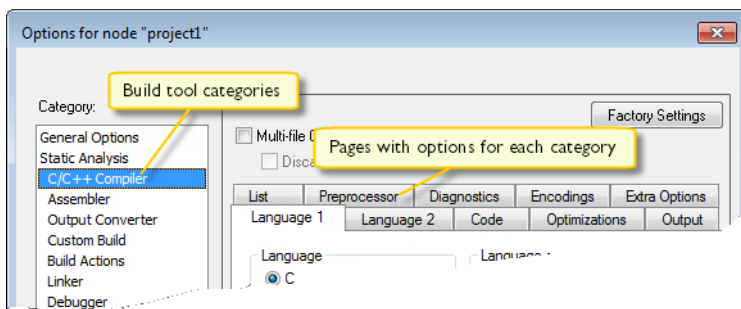 Options for node "project1"
Build tool categories
Category:
Factory Settings
General Options
Static Analysis
C/C++ Compiler
Assembler
Output Converter
Custom Build
Build Actions
Linker
Debugger
Multi-file
Pages with options for each category
List Preprocessor Diagnostics Encodings Extra Options
Language 1 Language 2 Code Optimizations Output
Language
C